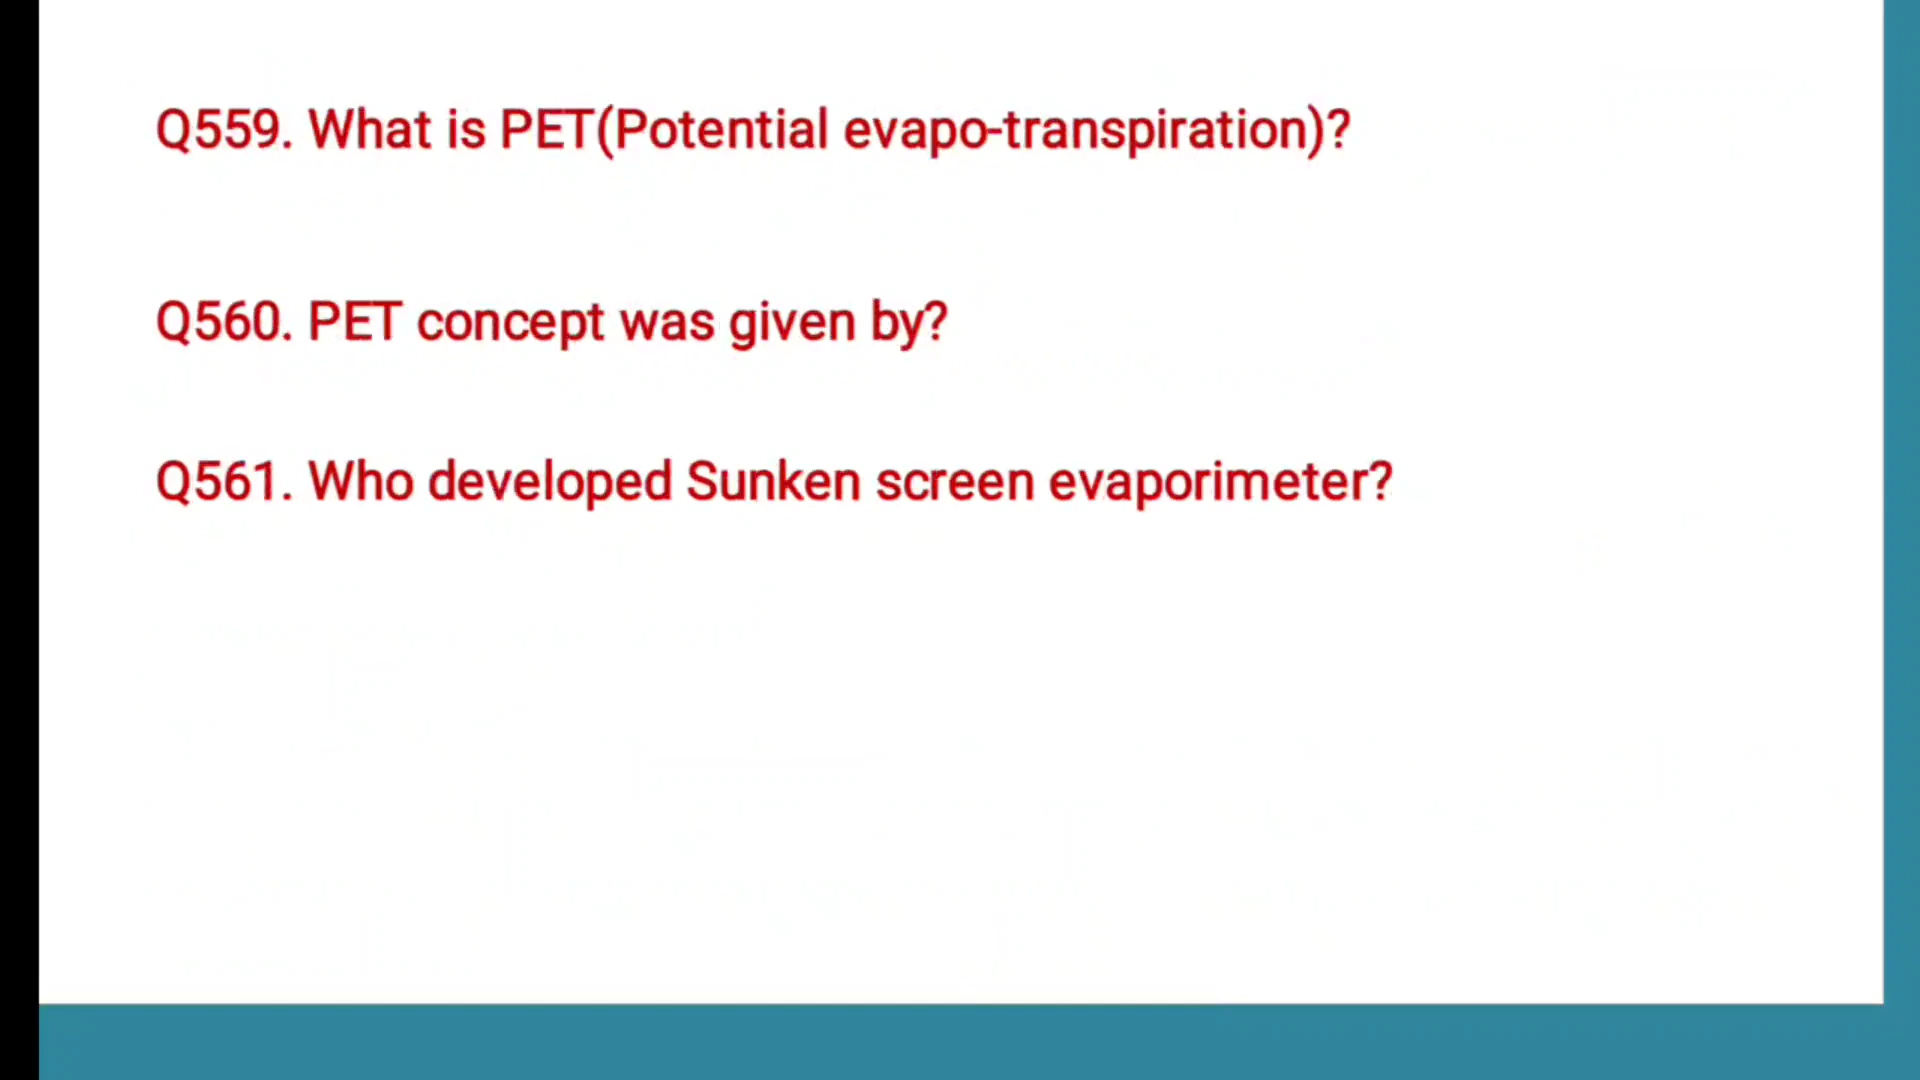 Q559. What is PET(Potential evapo-transpiration)?
Q560. PET concept was given by?
Q561. Who developed Sunken screen evaporimeter?